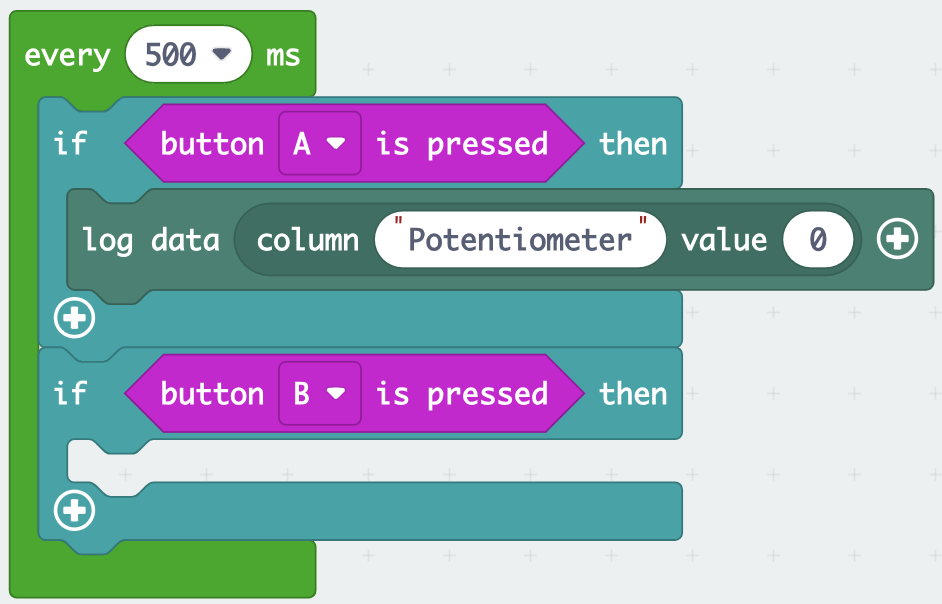 every 500 ms
if button A is pressed then
log data column "Potentiometer" value 0
if button B is pressed then